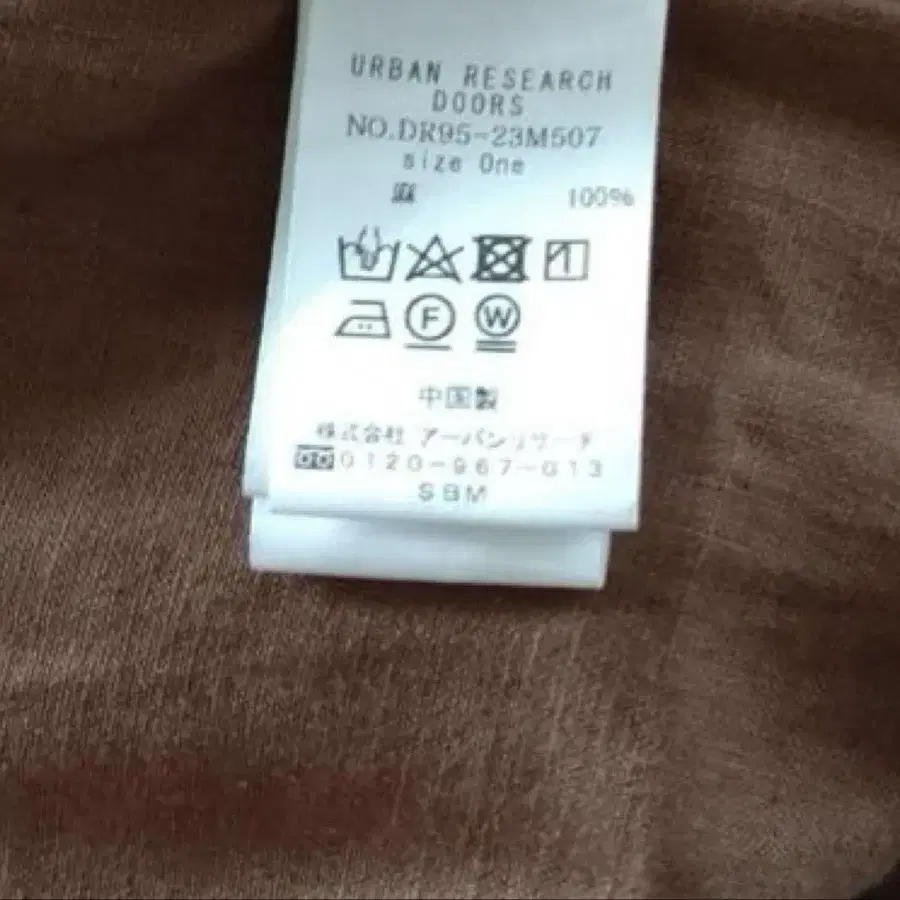 URBAN RESEARCH
DOORS
NO.DR95-23M507
size One
麻 100%
F W
中国製
株式会社 アーバンリサーチ
0120-967-013
SBM